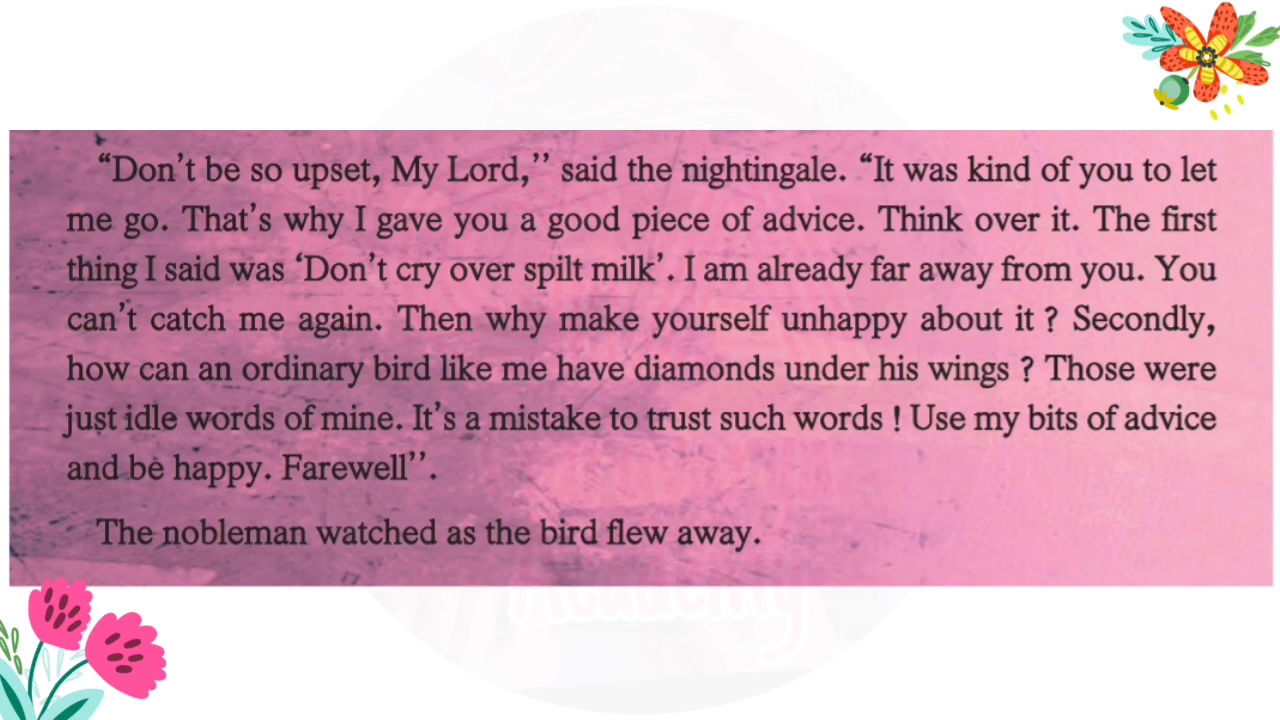 “Don’t be so upset, My Lord,’’ said the nightingale. “It was kind of you to let
me go. That’s why I gave you a good piece of advice. Think over it. The first
thing I said was ‘Don’t cry over spilt milk’. I am already far away from you. You
can’t catch me again. Then why make yourself unhappy about it ? Secondly,
how can an ordinary bird like me have diamonds under his wings ? Those were
just idle words of mine. It’s a mistake to trust such words ! Use my bits of advice
and be happy. Farewell’’.
The nobleman watched as the bird flew away.
Academy